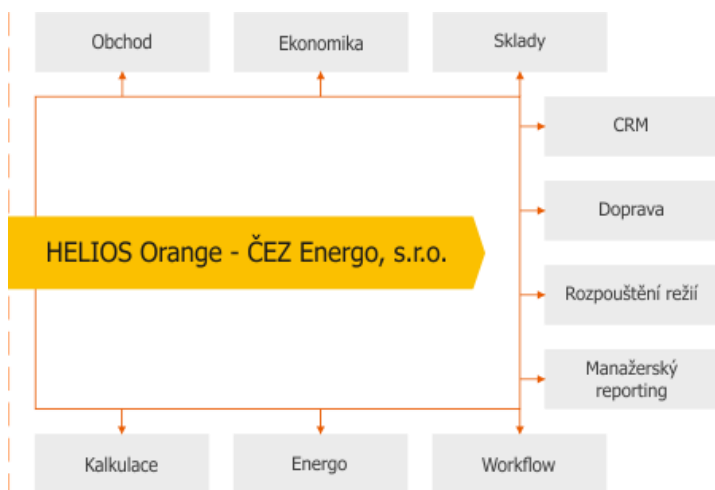 Obchod
Ekonomika
Sklady
CRM
Doprava
HELIOS Orange - ČEZ Energo, s.r.o.
Rozpouštění režií
Manažerský
reporting
Kalkulace
Energo
Workflow